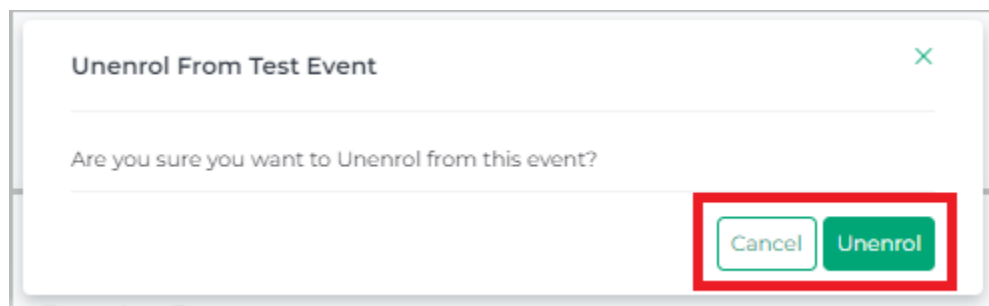 Unenrol From Test Event
Are you sure you want to Unenrol from this event?
Cancel Unenrol